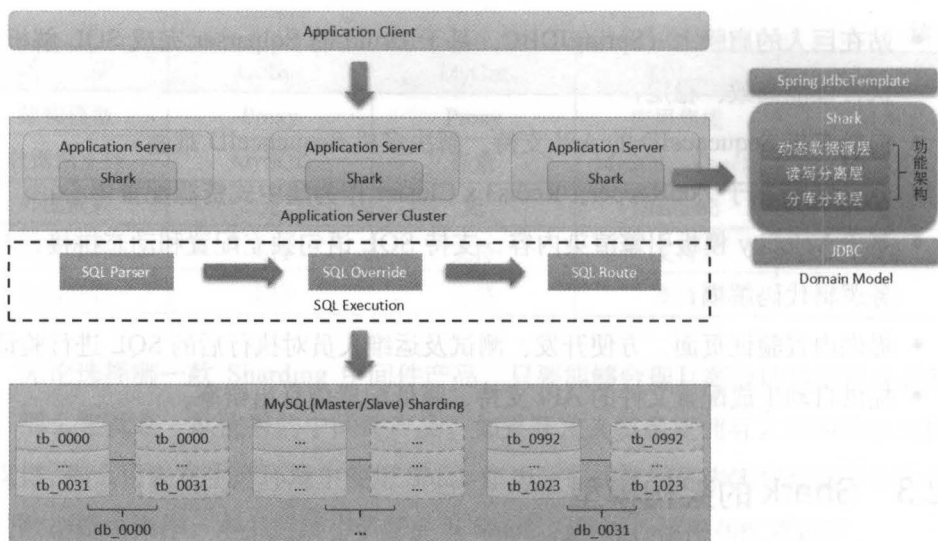 Application Client
Spring JdbcTemplate
Shark
动态数据源层
读写分离层
分库分表层
功能架构
JDBC
Domain Model
Application Server
Shark
Application Server
Shark
Application Server
Shark
Application Server Cluster
SQL Parser
SQL Override
SQL Route
SQL Execution
MySQL(Master/Slave) Sharding
tb_0000
...
tb_0031
tb_0000
...
tb_0031
db_0000
...
...
...
...
...
...
...
tb_0992
...
tb_1023
tb_0992
...
tb_1023
db_0031